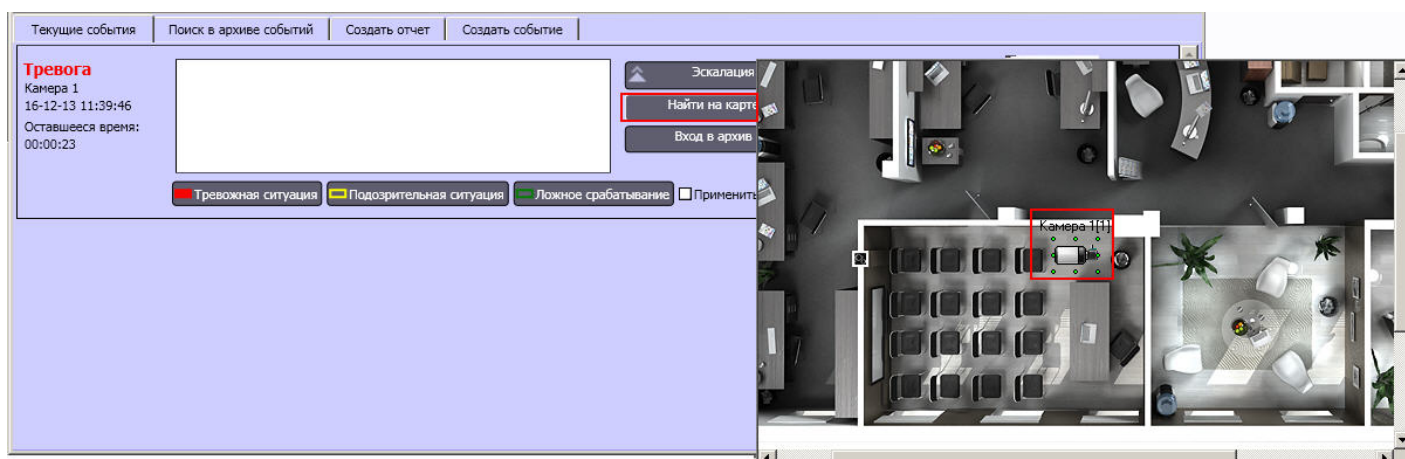 Текущие события Поиск в архиве событий Создать отчет Создать событие
Тревога
Камера 1
16-12-13 11:39:46
Оставшееся время:
00:00:23
Эскалация
Найти на карте
Вход в архив
Тревожная ситуация Подозрительная ситуация Ложное срабатывание Применить
Камера 1[1]